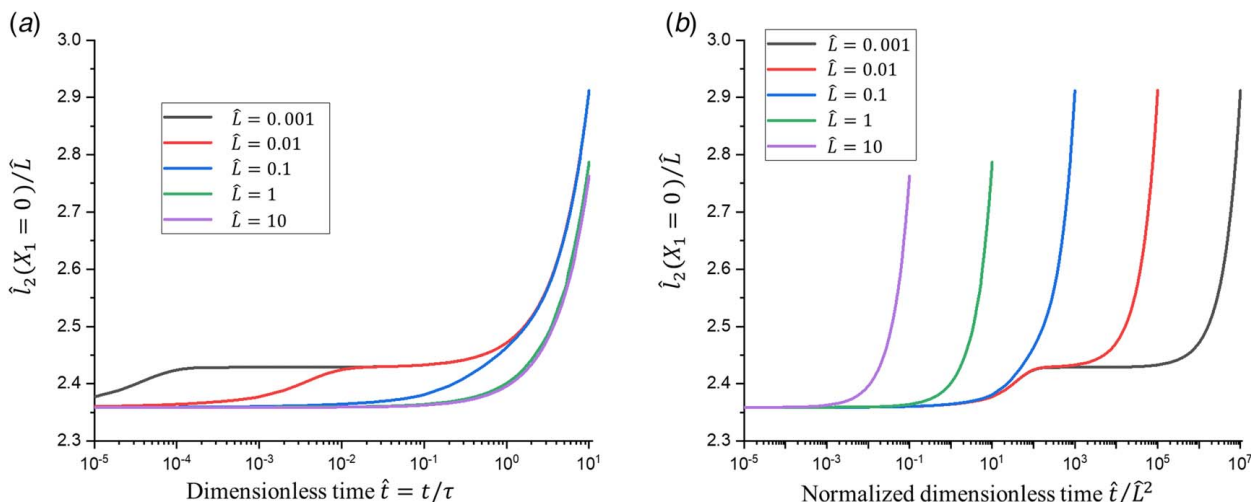 (a)
3.0
2.9
2.8
2.7
2.6
2.5
2.4
2.3
l̂₂(X₁ = 0)/L̂
L̂ = 0.001
L̂ = 0.01
L̂ = 0.1
L̂ = 1
L̂ = 10
10⁻⁵ 10⁻⁴ 10⁻³ 10⁻² 10⁻¹ 10⁰ 10¹
Dimensionless time t̂ = t/τ
(b)
3.0
2.9
2.8
2.7
2.6
2.5
2.4
2.3
l̂₂(X₁ = 0)/L̂
L̂ = 0.001
L̂ = 0.01
L̂ = 0.1
L̂ = 1
L̂ = 10
10⁻⁵ 10⁻³ 10⁻¹ 10¹ 10³ 10⁵ 10⁷
Normalized dimensionless time t̂/L̂²